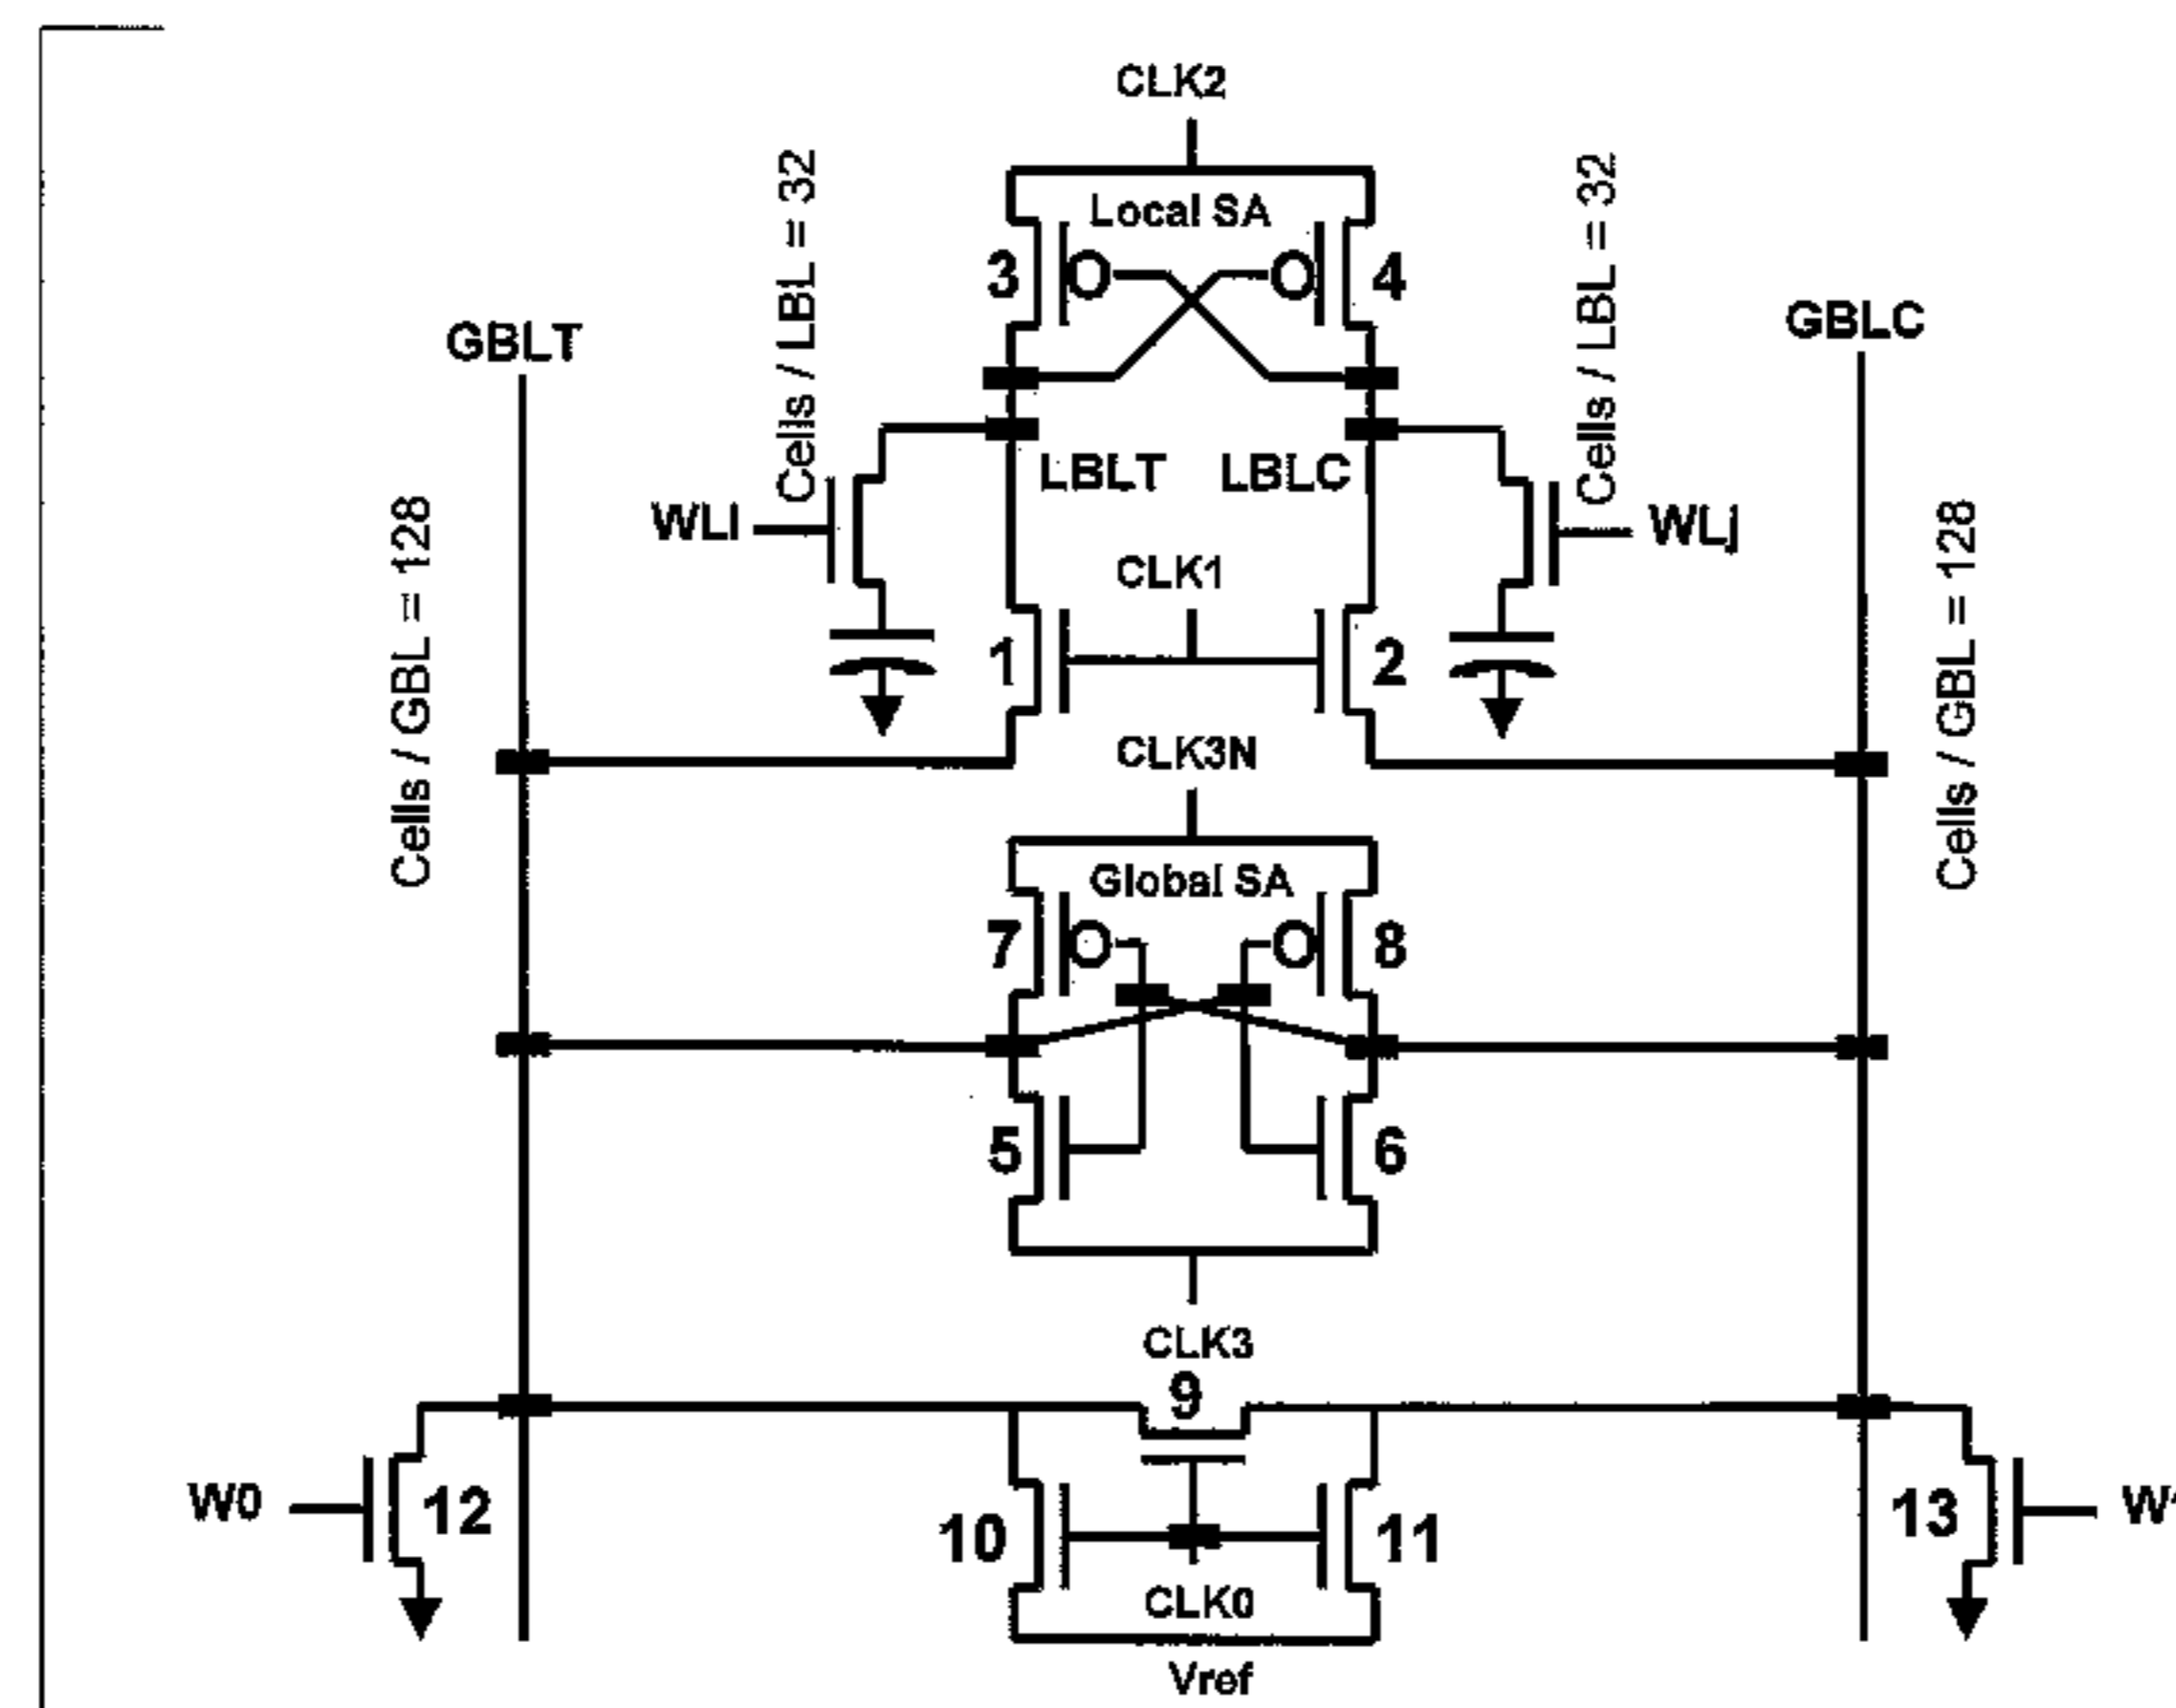 CLK2
Cells / LBL = 32
Cells / LBL = 32
Local SA
3
4
GBLT
GBLC
LBLT
LBLC
WLi
WLj
Cells / GBL = 128
Cells / GBL = 128
CLK1
1
2
CLK3N
Global SA
7
8
5
6
CLK3
9
W0
12
10
11
13
CLK0
Vref